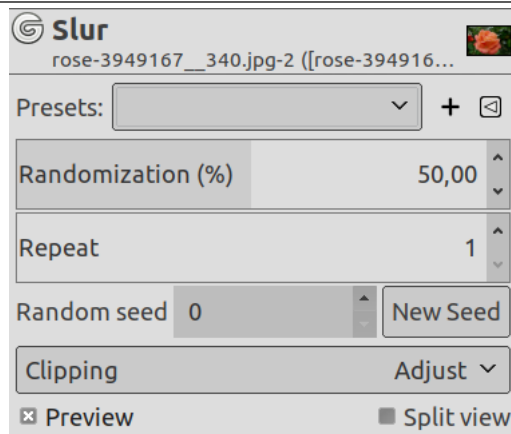 Slur
rose-3949167__340.jpg-2 ([rose-394916...
Presets:
Randomization (%) 50,00
Repeat 1
Random seed 0 New Seed
Clipping Adjust
Preview Split view